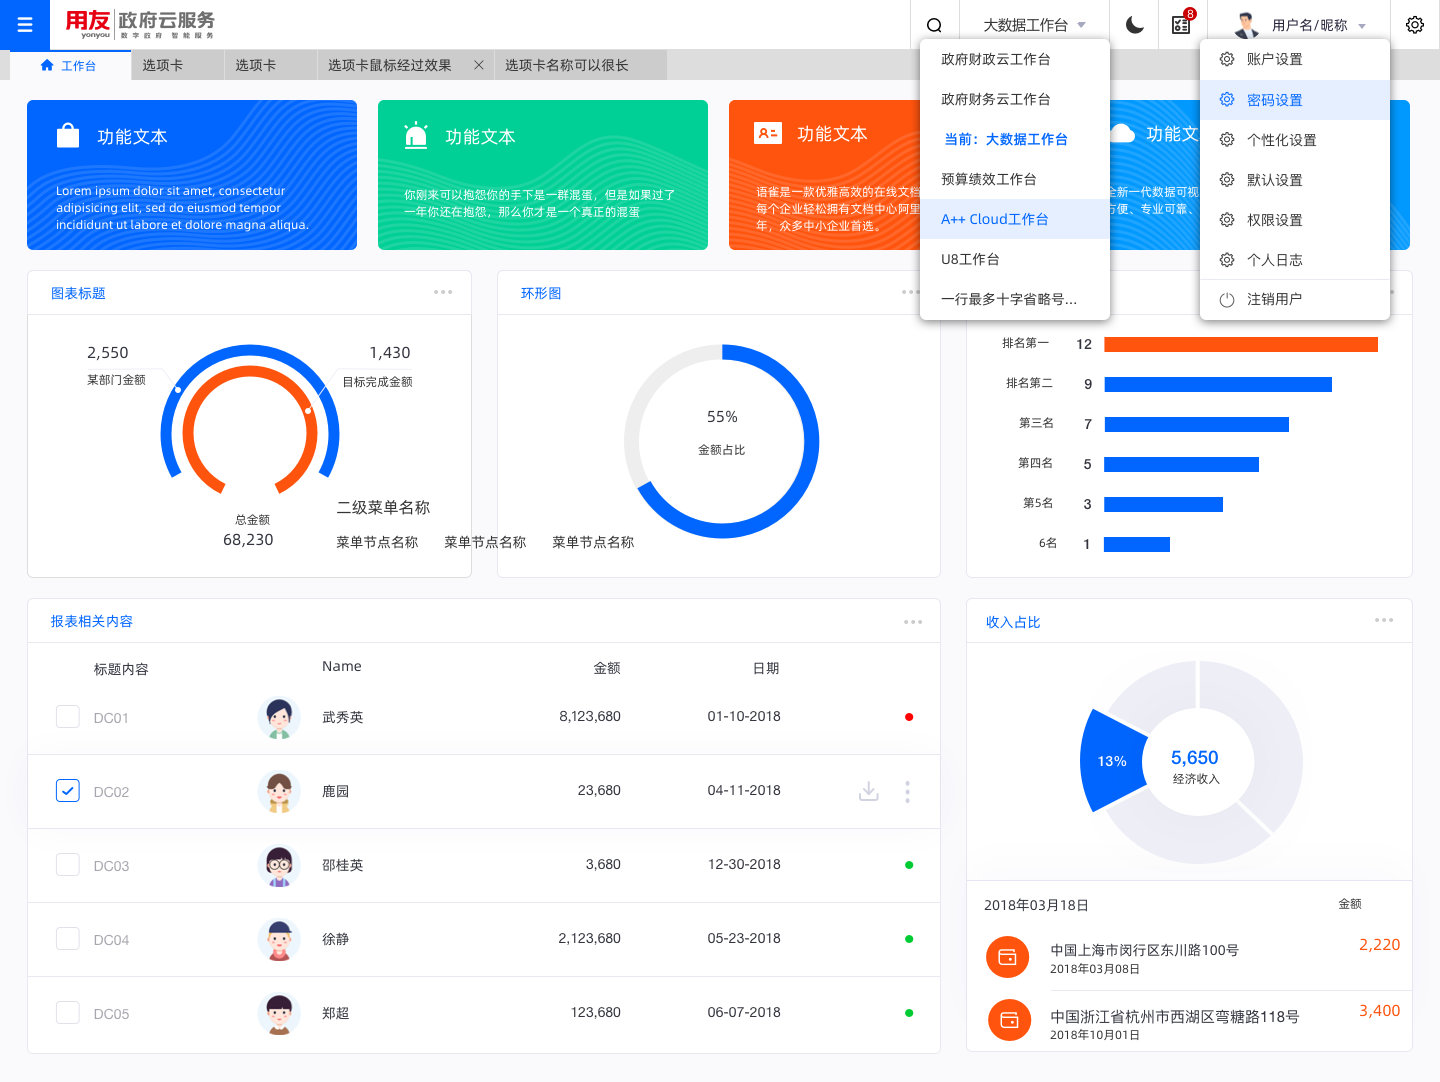 用友 政府云服务
yonyou 数字政府 智能服务
大数据工作台
8
用户名/昵称
工作台
选项卡
选项卡
选项卡鼠标经过效果
选项卡名称可以很长
政府财政云工作台
政府财务云工作台
当前：大数据工作台
预算绩效工作台
A++ Cloud工作台
U8工作台
一行最多十字省略号...
账户设置
密码设置
个性化设置
默认设置
权限设置
个人日志
注销用户
功能文本
Lorem ipsum dolor sit amet, consectetur
adipisicing elit, sed do eiusmod tempor
incididunt ut labore et dolore magna aliqua.
功能文本
你刚来可以抱怨你的手下是一群混蛋，但是如果过了
一年你还在抱怨，那么你才是一个真正的混蛋
功能文本
语雀是一款优雅高效的在线文档
每个企业轻松拥有文档中心阿里
年，众多中小企业首选。
功能文
全新一代数据可视
方便、专业可靠、
图表标题
2,550
某部门金额
1,430
目标完成金额
总金额
68,230
二级菜单名称
菜单节点名称
菜单节点名称
菜单节点名称
环形图
55%
金额占比
排名第一 12
排名第二 9
第三名 7
第四名 5
第5名 3
6名 1
报表相关内容
标题内容 Name 金额 日期
DC01 武秀英 8,123,680 01-10-2018
DC02 鹿园 23,680 04-11-2018
DC03 邵桂英 3,680 12-30-2018
DC04 徐静 2,123,680 05-23-2018
DC05 郑超 123,680 06-07-2018
收入占比
13%
5,650
经济收入
2018年03月18日 金额
中国上海市闵行区东川路100号 2,220
2018年03月08日
中国浙江省杭州市西湖区弯糖路118号 3,400
2018年10月01日